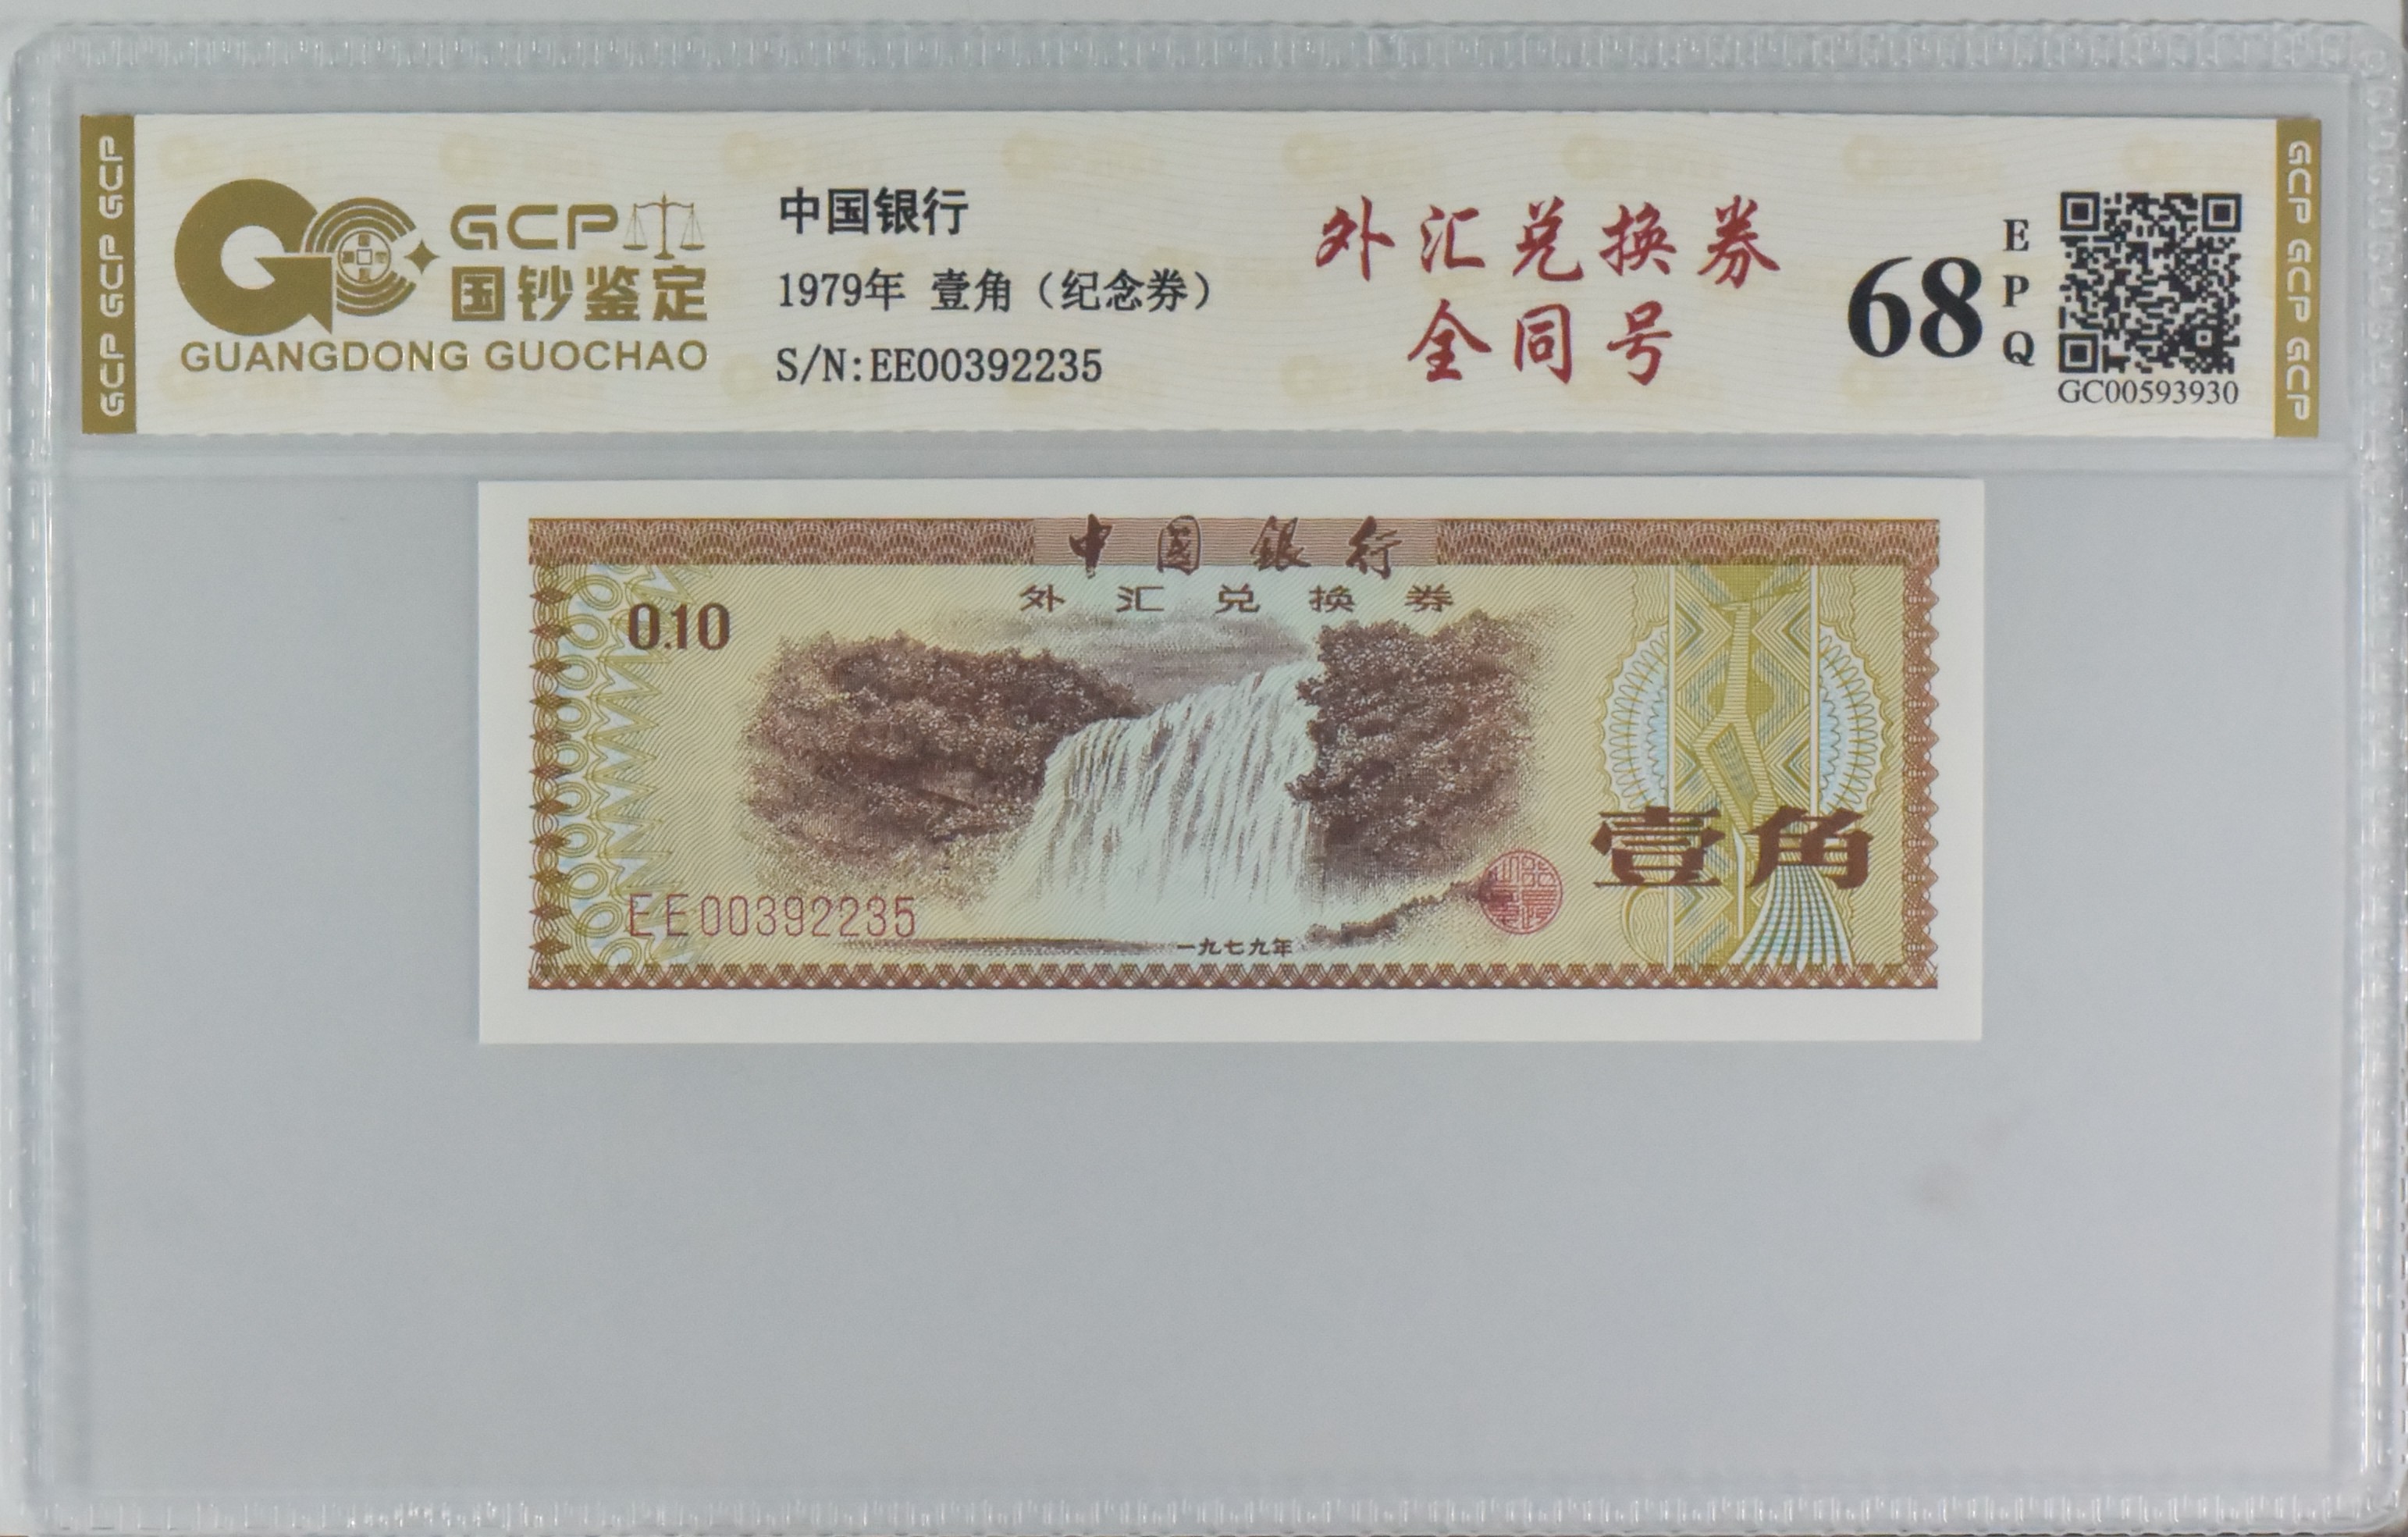 GCP GCP GCP
GCP
国钞鉴定
GUANGDONG GUOCHAO
中国银行
1979年 壹角（纪念券）
S/N:EE00392235
外汇兑换券
全同号
68
EPQ
GC00593930
GCP GCP GCP
中国銀行
外汇兑换券
0.10
壹角
EE00392235
一九七九年